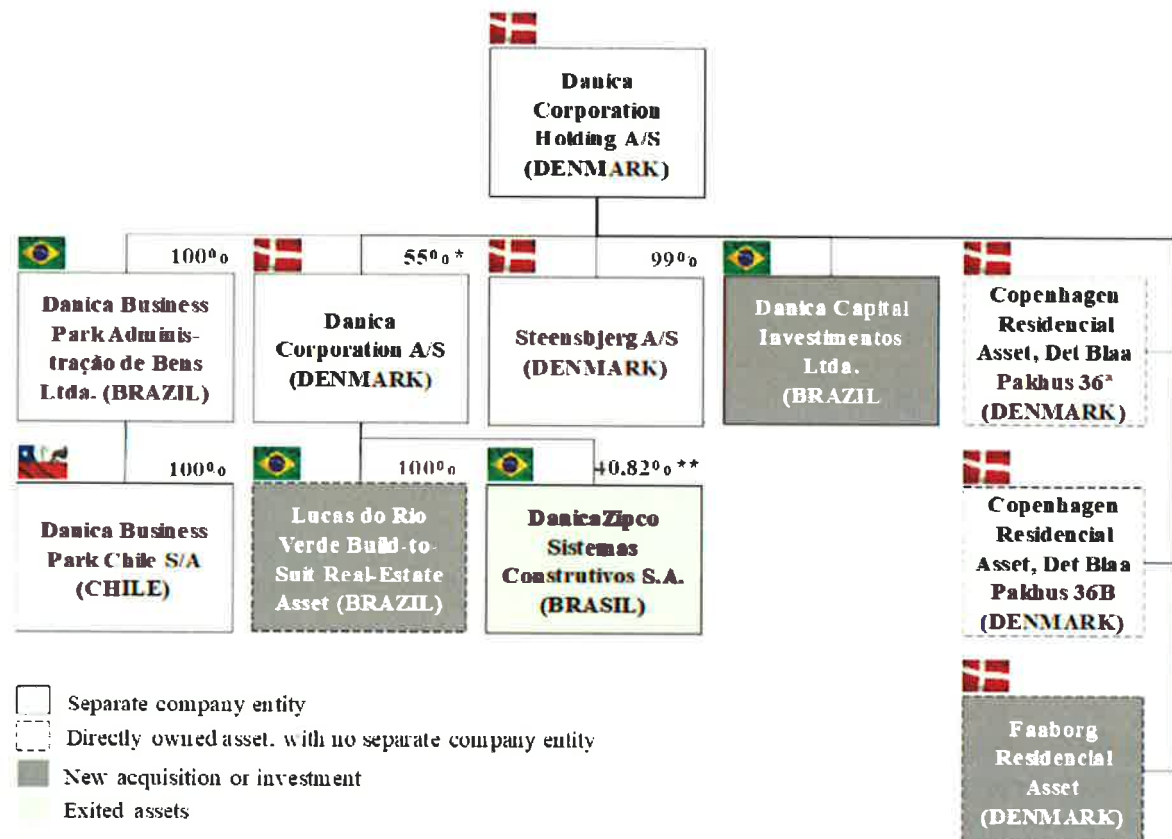 Danica
Corporation
Holding A/S
(DENMARK)
100%
55% *
99%
Danica Business
Park Adminis-
tração de Bens
Ltda. (BRAZIL)
Danica
Corporation A/S
(DENMARK)
Steensbjerg A/S
(DENMARK)
Danica Capital
Investimentos
Ltda.
(BRAZIL
Copenhagen
Residencial
Asset, Det Blaa
Pakhus 36ª
(DENMARK)
100%
100%
40.82% **
Danica Business
Park Chile S/A
(CHILE)
Lucas do Rio
Verde Build-to-
Suit Real-Estate
Asset (BRAZIL)
DanicaZipco
Sistemas
Construtivos S.A.
(BRASIL)
Copenhagen
Residencial
Asset, Det Blaa
Pakhus 36B
(DENMARK)
Faaborg
Residencial
Asset
(DENMARK)
Separate company entity
Directly owned asset. with no separate company entity
New acquisition or investment
Exited assets